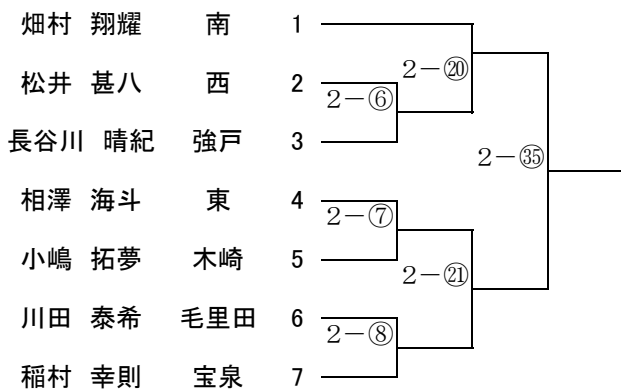 畑村 翔耀 南 1
2－⑳
松井 甚八 西 2
2－⑥
長谷川 晴紀 強戸 3
2－㉟
相澤 海斗 東 4
2－⑦
小嶋 拓夢 木崎 5
2－㉑
川田 泰希 毛里田 6
2－⑧
稲村 幸則 宝泉 7